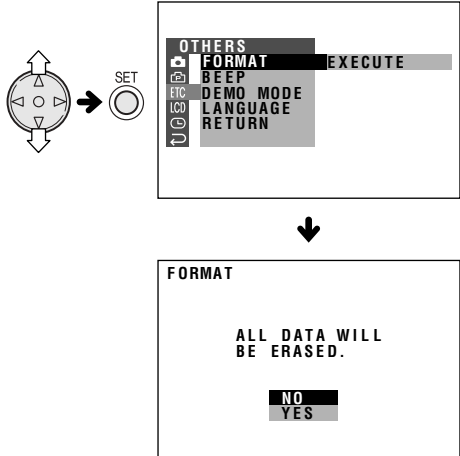 SET
OTHERS
FORMAT EXECUTE
BEEP
ETC DEMO MODE
LCD LANGUAGE
RETURN
FORMAT
ALL DATA WILL
BE ERASED.
NO
YES